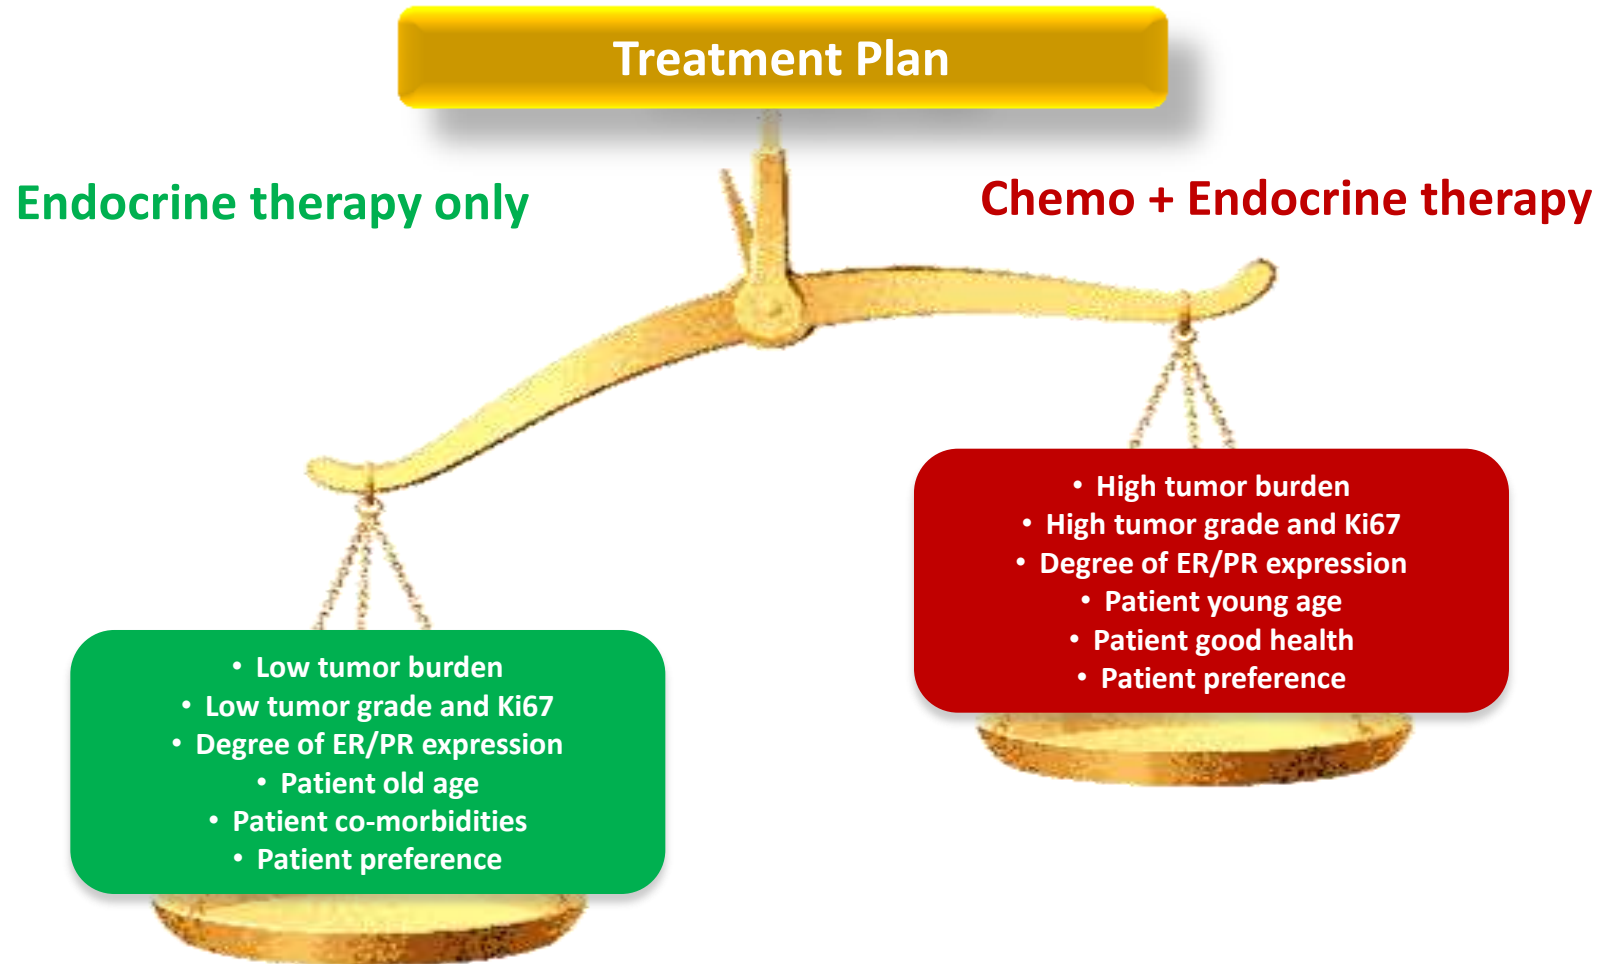 Treatment Plan
Endocrine therapy only
Chemo + Endocrine therapy
• Low tumor burden
• Low tumor grade and Ki67
• Degree of ER/PR expression
• Patient old age
• Patient co-morbidities
• Patient preference
• High tumor burden
• High tumor grade and Ki67
• Degree of ER/PR expression
• Patient young age
• Patient good health
• Patient preference